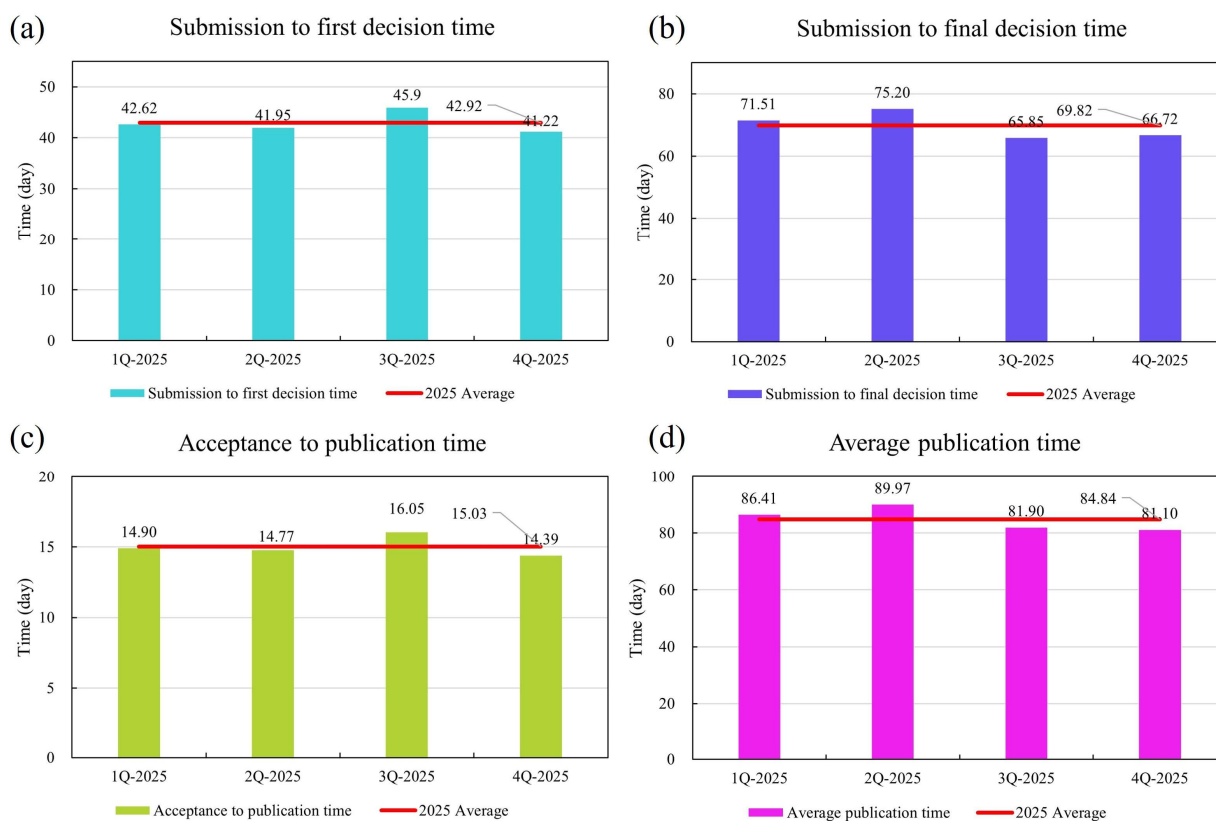 (a)
Submission to first decision time
Time (day)
50
40
30
20
10
0
42.62
41.95
45.9
42.92
41.22
1Q-2025
2Q-2025
3Q-2025
4Q-2025
Submission to first decision time
2025 Average
(b)
Submission to final decision time
Time (day)
80
60
40
20
0
71.51
75.20
65.85
69.82
66.72
1Q-2025
2Q-2025
3Q-2025
4Q-2025
Submission to final decision time
2025 Average
(c)
Acceptance to publication time
Time (day)
20
15
10
5
0
14.90
14.77
16.05
15.03
14.39
1Q-2025
2Q-2025
3Q-2025
4Q-2025
Acceptance to publication time
2025 Average
(d)
Average publication time
Time (day)
100
80
60
40
20
0
86.41
89.97
81.90
84.84
81.10
1Q-2025
2Q-2025
3Q-2025
4Q-2025
Average publication time
2025 Average